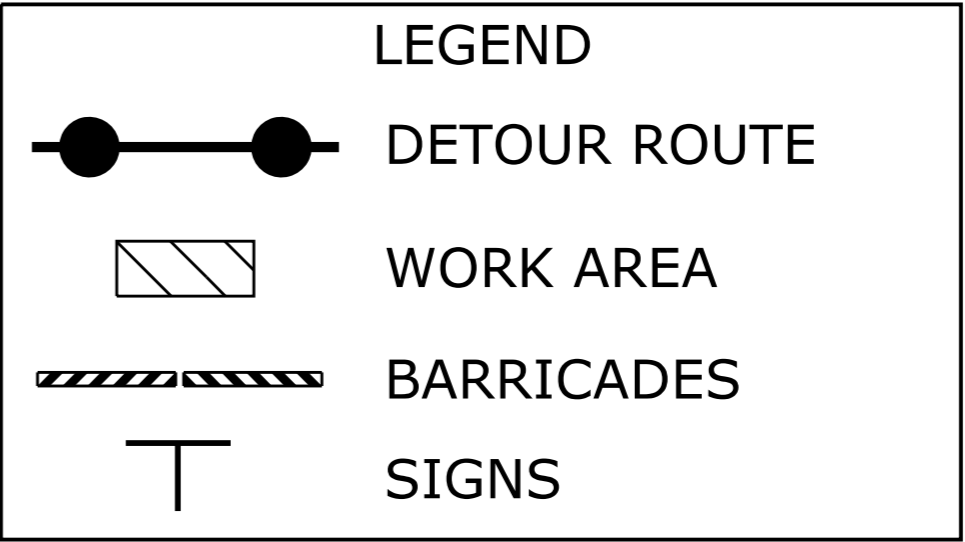 LEGEND
DETOUR ROUTE
WORK AREA
BARRICADES
SIGNS